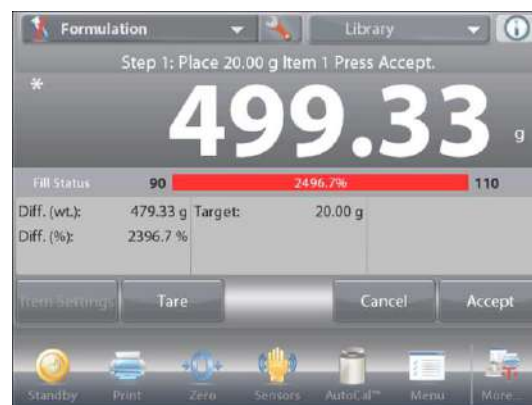 Formulation Library
Step 1: Place 20.00 g Item 1 Press Accept.
* 499.33 g
Fill Status 90 2496.7% 110
Diff. (wt.): 479.33 g Target: 20.00 g
Diff. (%): 2396.7 %
Item Settings Tare Cancel Accept
Standby Print Zero Sensors AutoCal™ Menu More...